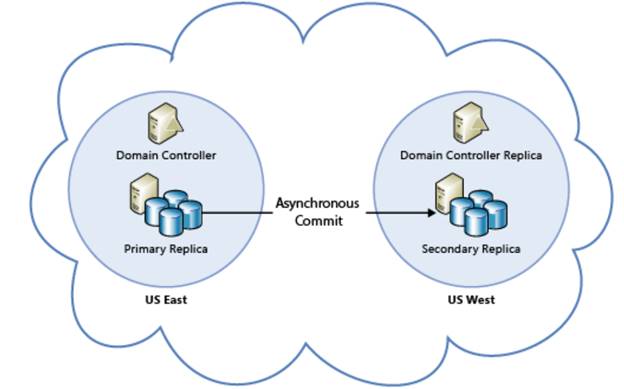 Domain Controller
Domain Controller Replica
Asynchronous
Commit
Primary Replica
Secondary Replica
US East
US West